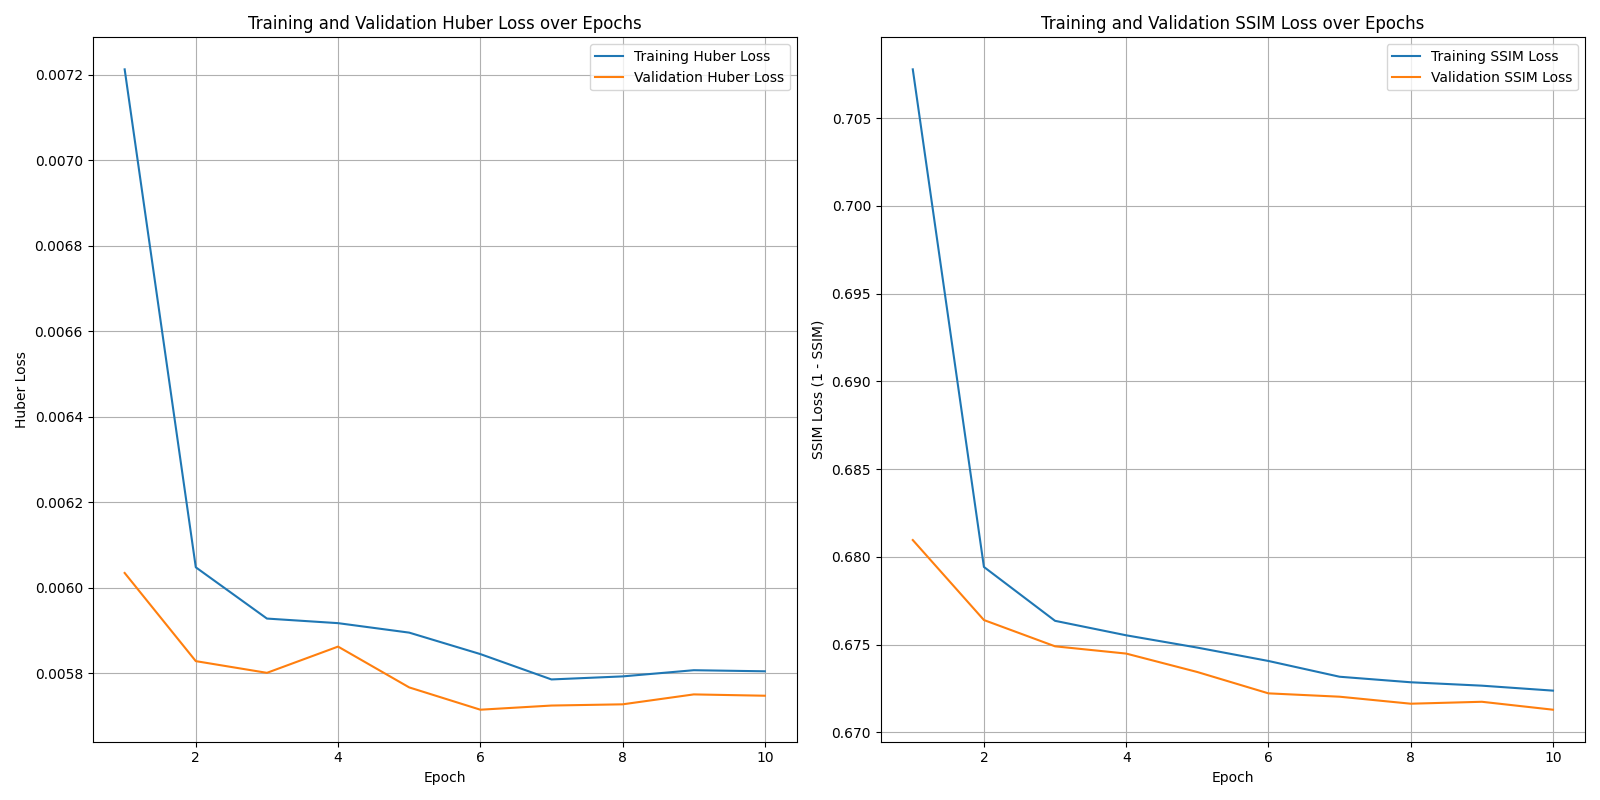 Training and Validation Huber Loss over Epochs
Training Huber Loss
Validation Huber Loss
0.0072
0.0070
0.0068
0.0066
0.0064
0.0062
0.0060
0.0058
Huber Loss
2 4 6 8 10
Epoch
Training and Validation SSIM Loss over Epochs
Training SSIM Loss
Validation SSIM Loss
0.705
0.700
0.695
0.690
0.685
0.680
0.675
0.670
SSIM Loss (1 - SSIM)
2 4 6 8 10
Epoch